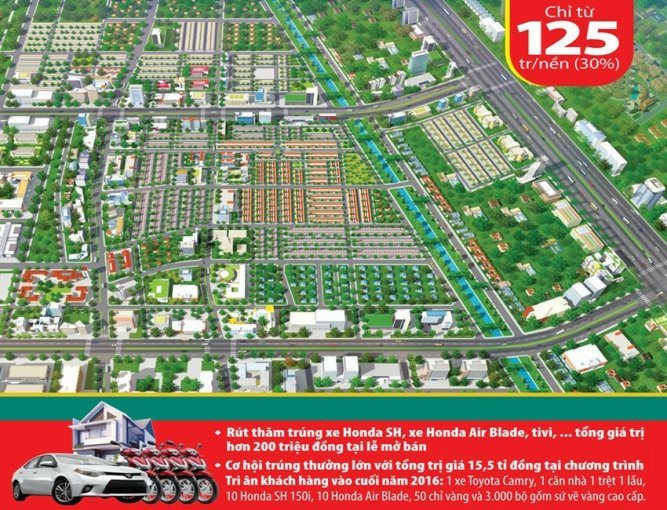 Chỉ từ
125
tr/nền (30%)
• Rút thăm trúng xe Honda SH, xe Honda Air Blade, tivi, ... tổng giá trị
hơn 200 triệu đồng tại lễ mở bán
• Cơ hội trúng thưởng lớn với tổng trị giá 15,5 tỉ đồng tại chương trình
Tri ân khách hàng vào cuối năm 2016: 1 xe Toyota Camry, 1 căn nhà 1 trệt 1 lầu,
10 Honda SH 150i, 10 Honda Air Blade, 50 chỉ vàng và 3.000 bộ gốm sứ vẽ vàng cao cấp.